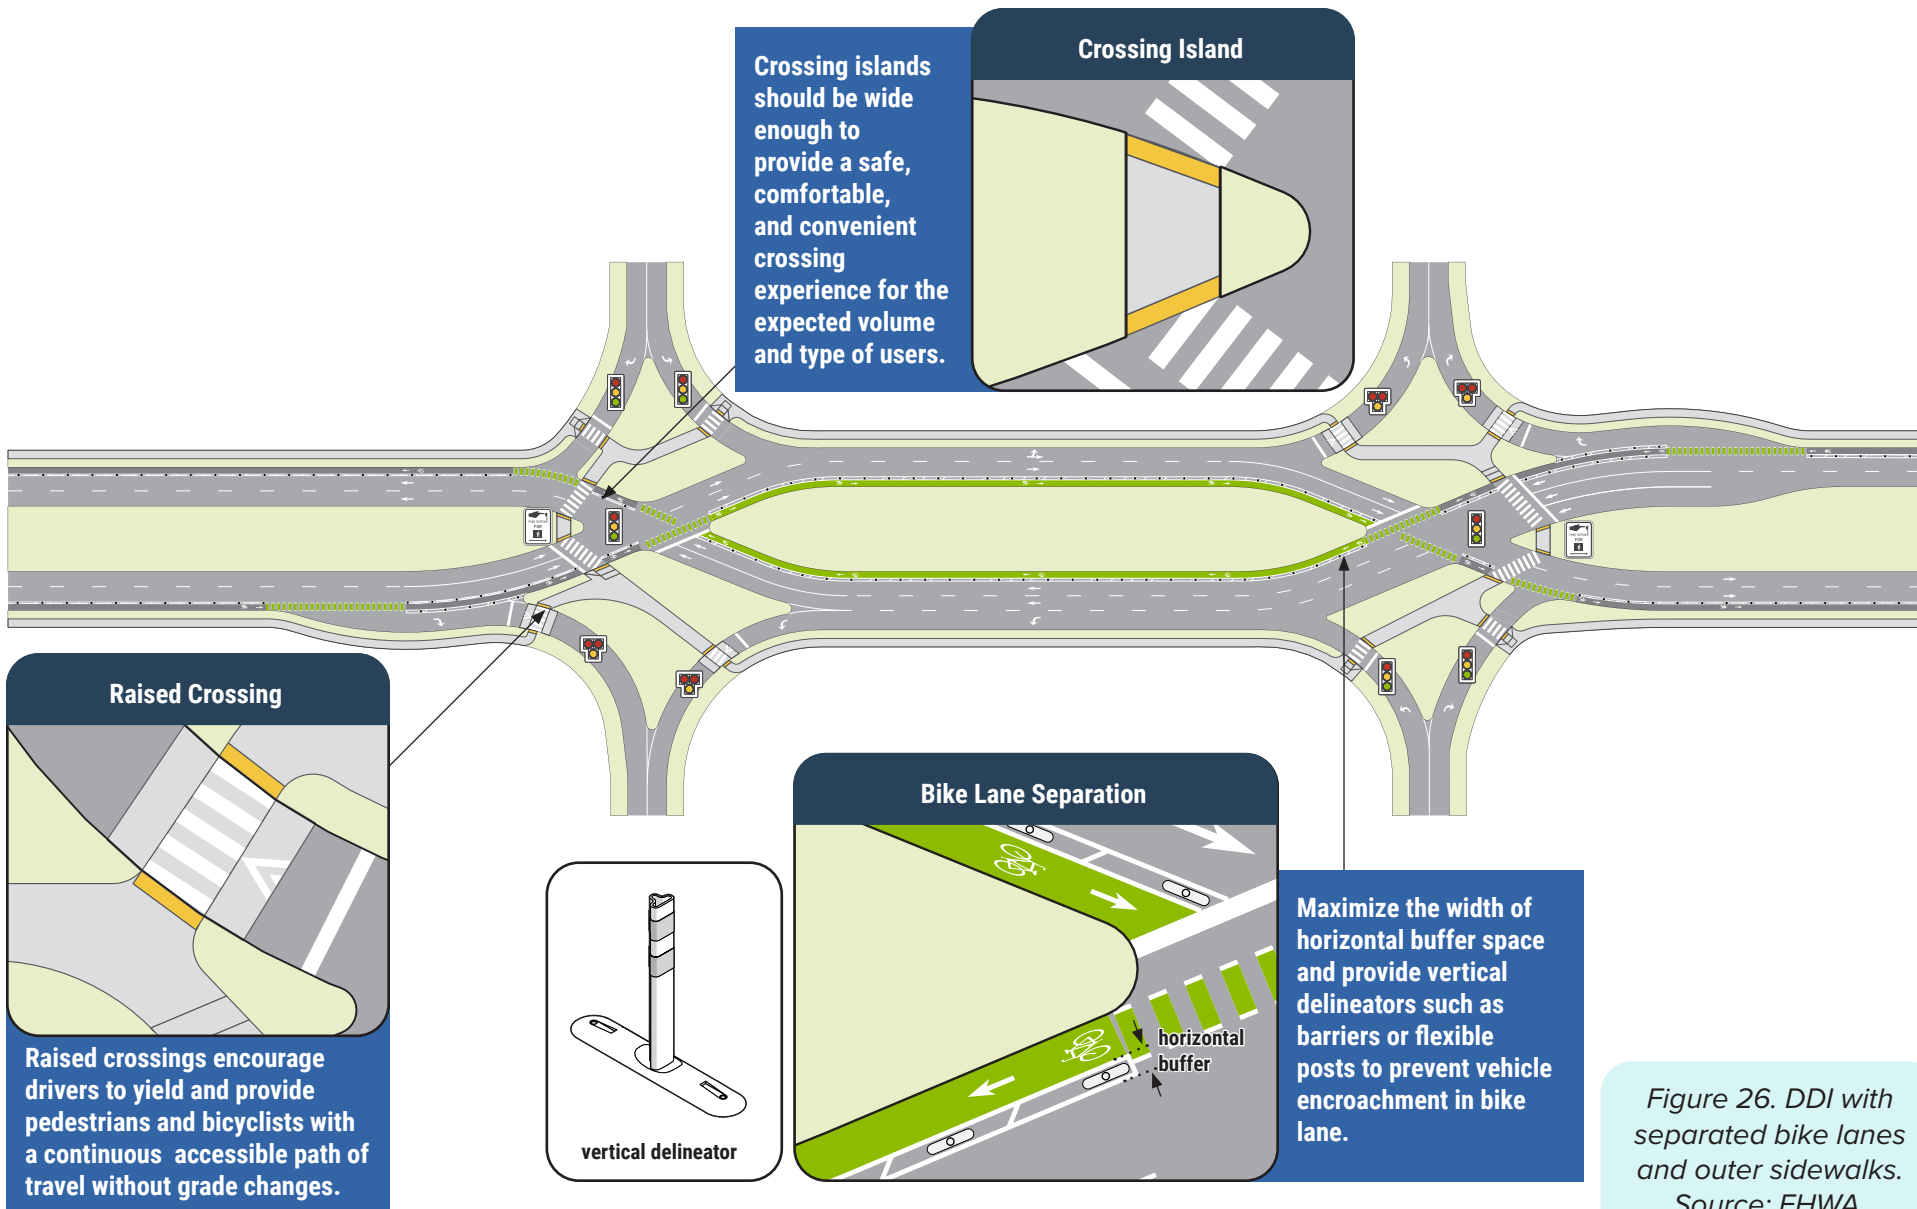 Crossing Island
Crossing islands
should be wide
enough to
provide a safe,
comfortable,
and convenient
crossing
experience for the
expected volume
and type of users.
FOR
FOR
Raised Crossing
Raised crossings encourage
drivers to yield and provide
pedestrians and bicyclists with
a continuous accessible path of
travel without grade changes.
vertical delineator
Bike Lane Separation
horizontal
buffer
Maximize the width of
horizontal buffer space
and provide vertical
delineators such as
barriers or flexible
posts to prevent vehicle
encroachment in bike
lane.
Figure 26. DDI with
separated bike lanes
and outer sidewalks.
Source: FHWA